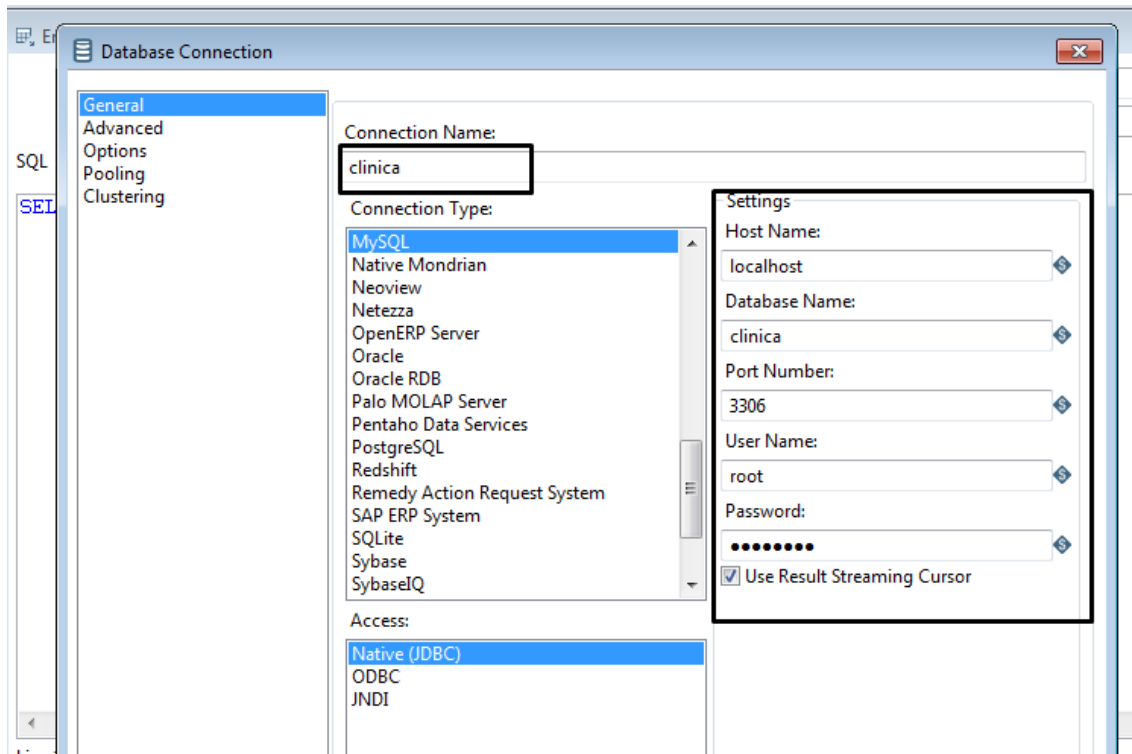 Er
Database Connection
General
Advanced
Options
Pooling
Clustering
SQL
SEL
Connection Name:
clinica
Connection Type:
MySQL
Native Mondrian
Neoview
Netezza
OpenERP Server
Oracle
Oracle RDB
Palo MOLAP Server
Pentaho Data Services
PostgreSQL
Redshift
Remedy Action Request System
SAP ERP System
SQLite
Sybase
SybaseIQ
Access:
Native (JDBC)
ODBC
JNDI
Settings
Host Name:
localhost
Database Name:
clinica
Port Number:
3306
User Name:
root
Password:
●●●●●●●●
Use Result Streaming Cursor